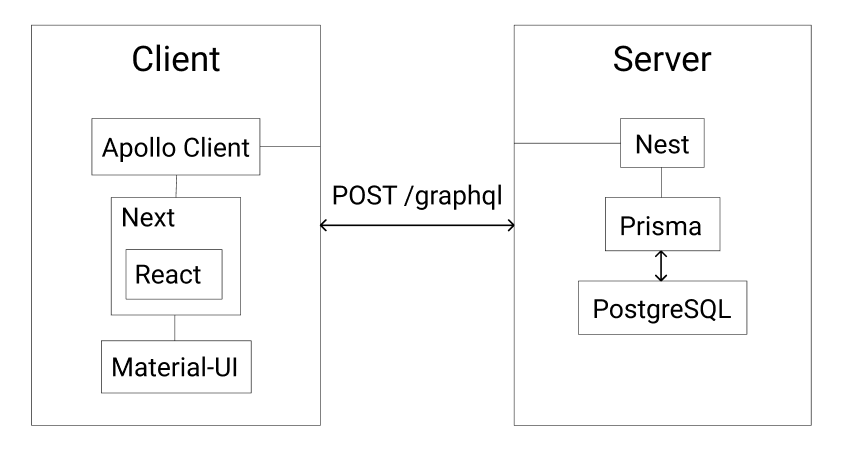 Client
Apollo Client
Next
React
Material-UI
POST /graphql
Server
Nest
Prisma
PostgreSQL